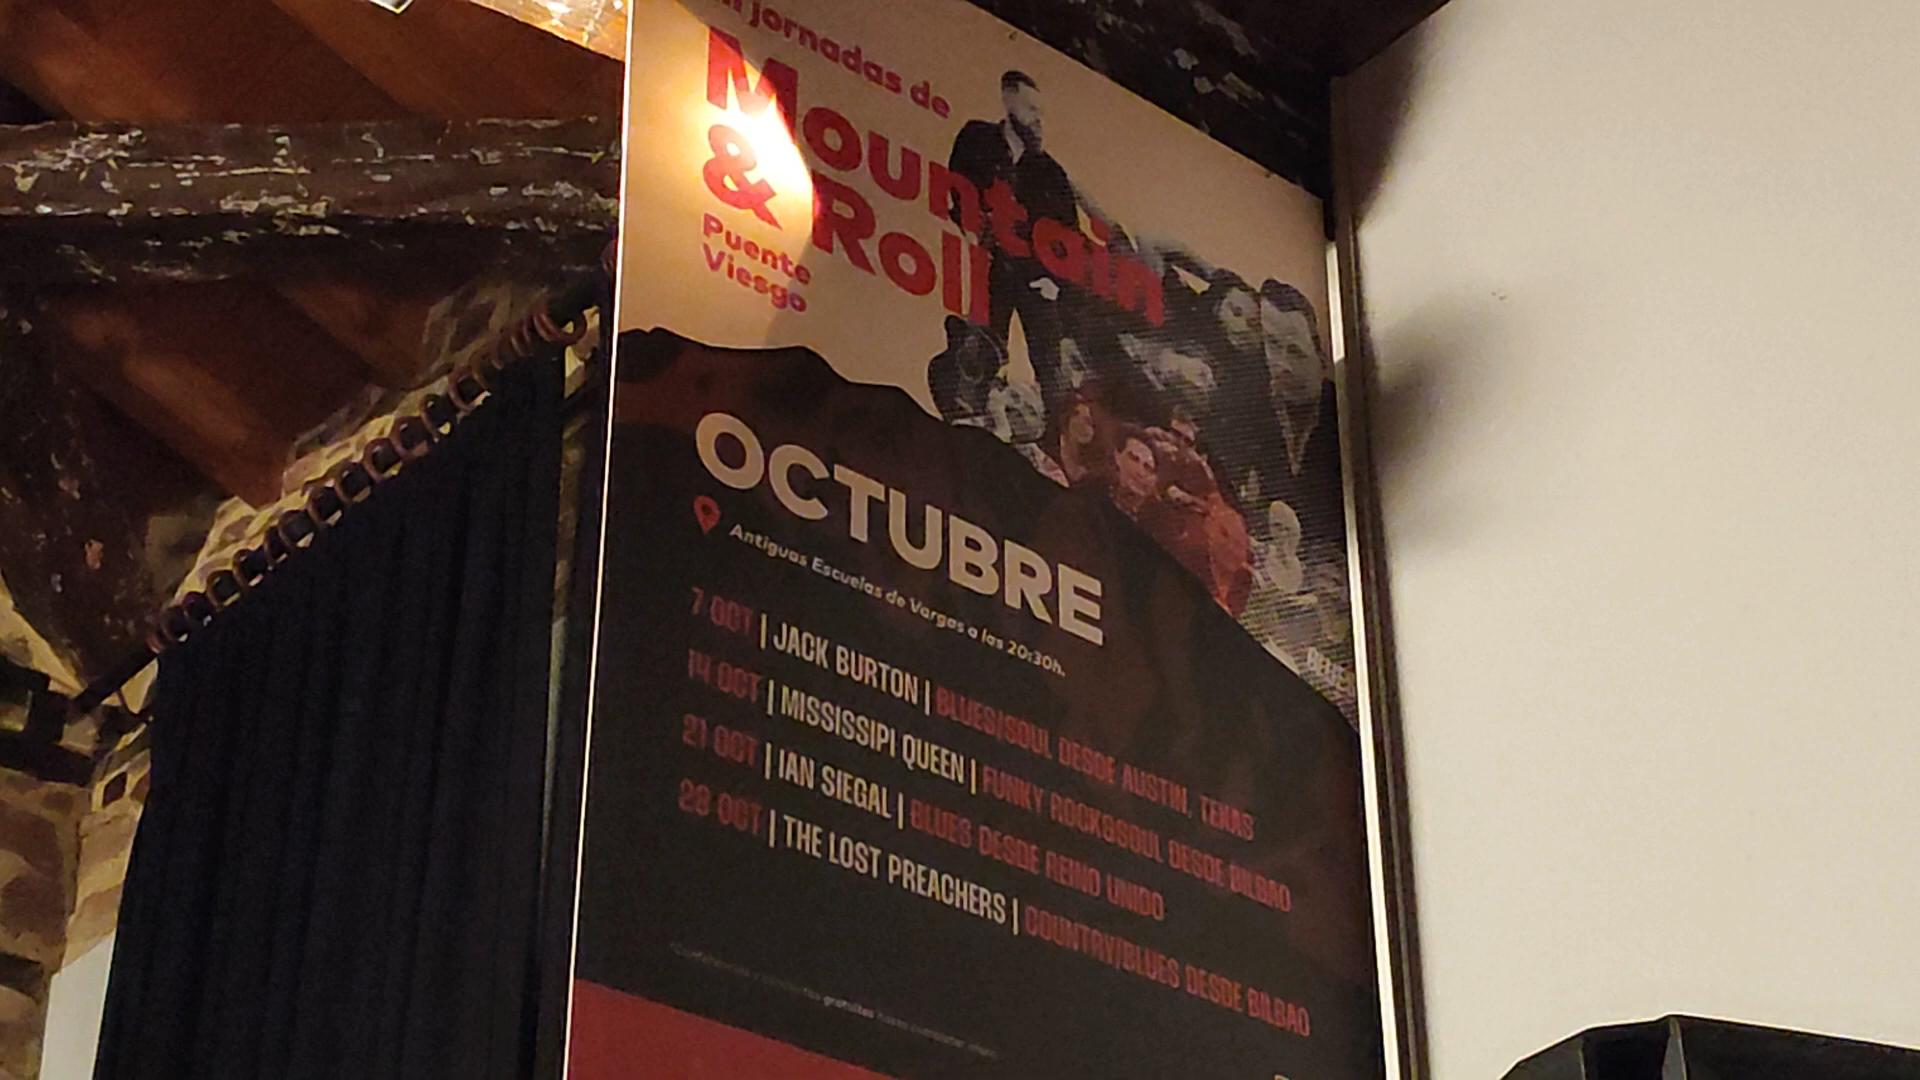 jornadas de
Mountain
& Roll
Puente
Viesgo
OCTUBRE
Antiguas Escuelas de Vargas a las 20:30h.
7 OCT | JACK BURTON | BLUES/SOUL DESDE AUSTIN, TEXAS
14 OCT | MISSISSIPI QUEEN | FUNKY ROCK&SOUL DESDE BILBAO
21 OCT | IAN SIEGAL | BLUES DESDE REINO UNIDO
28 OCT | THE LOST PREACHERS | COUNTRY/BLUES DESDE BILBAO
gratuitos